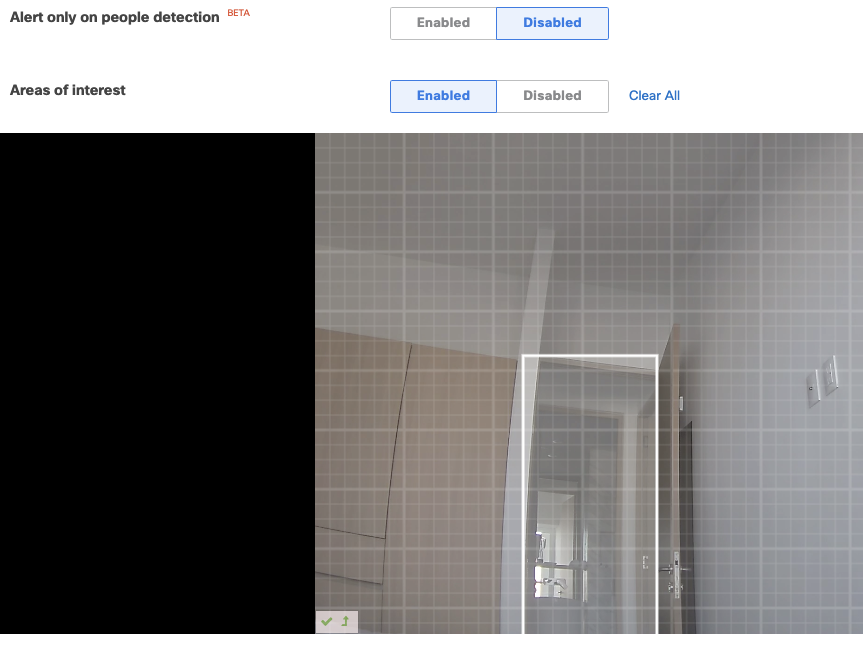 Alert only on people detection BETA
Enabled Disabled
Areas of interest
Enabled Disabled Clear All